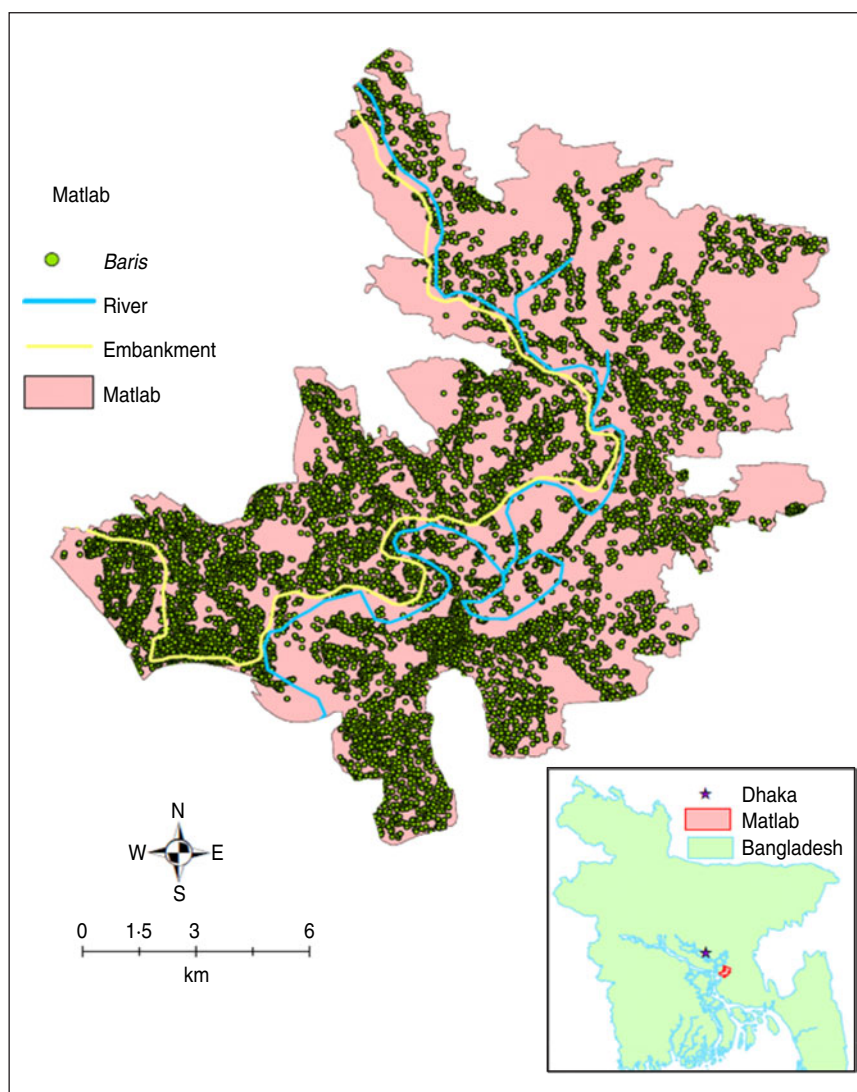 Matlab
Baris
River
Embankment
Matlab
N
W E
S
0 1·5 3 6
km
Dhaka
Matlab
Bangladesh